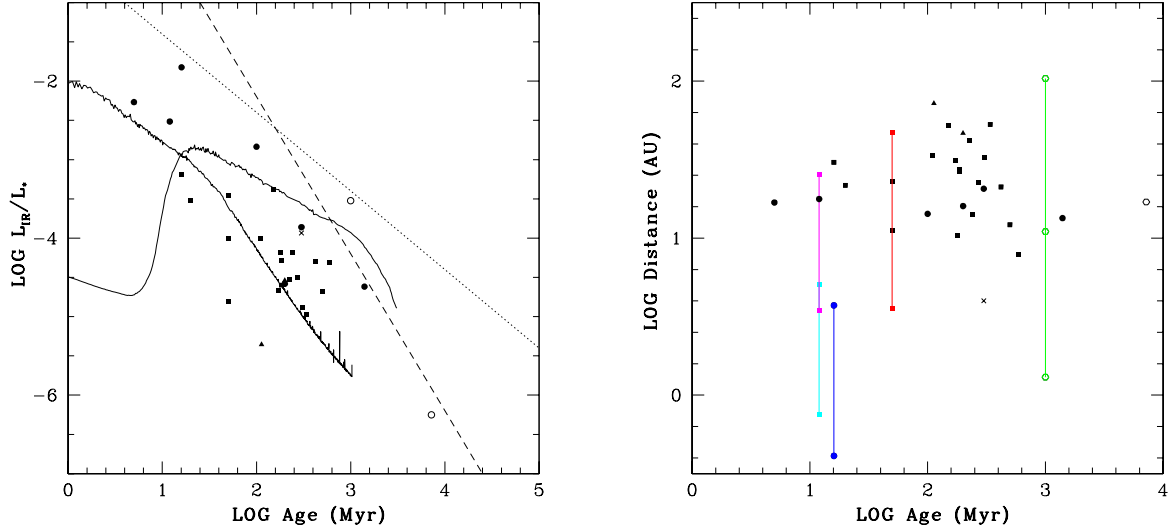 −2
−4
−6
LOG L_IR/L_*
0 1 2 3 4 5
LOG Age (Myr)
2
1
0
LOG Distance (AU)
0 1 2 3 4
LOG Age (Myr)